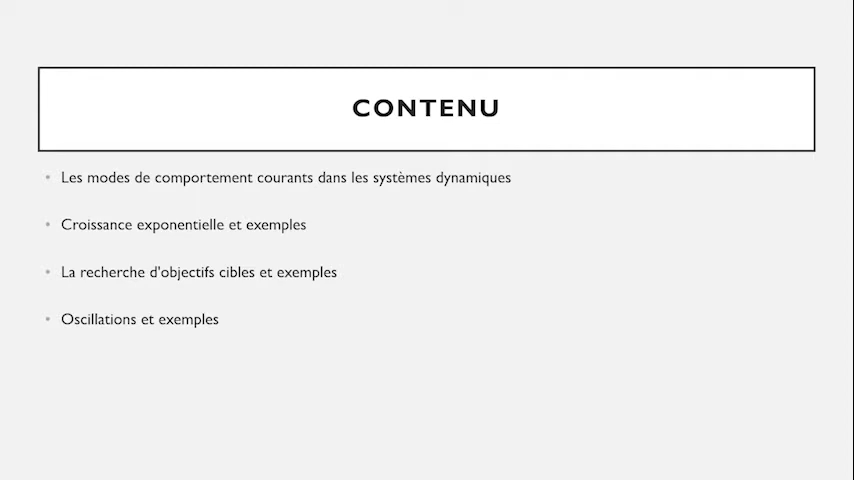 CONTENU
• Les modes de comportement courants dans les systèmes dynamiques
• Croissance exponentielle et exemples
• La recherche d'objectifs cibles et exemples
• Oscillations et exemples